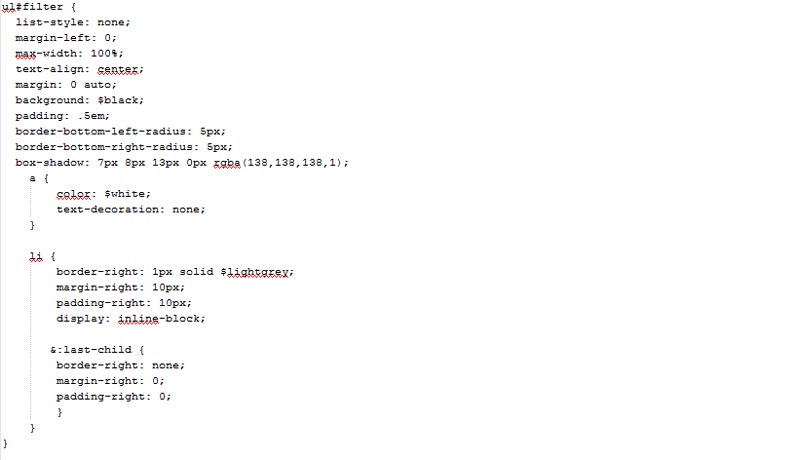 ul#filter {
list-style: none;
margin-left: 0;
max-width: 100%;
text-align: center;
margin: 0 auto;
background: $black;
padding: .5em;
border-bottom-left-radius: 5px;
border-bottom-right-radius: 5px;
box-shadow: 7px 8px 13px 0px rgba(138,138,138,1);
a {
color: $white;
text-decoration: none;
}
li {
border-right: 1px solid $lightgrey;
margin-right: 10px;
padding-right: 10px;
display: inline-block;
&:last-child {
border-right: none;
margin-right: 0;
padding-right: 0;
}
}
}